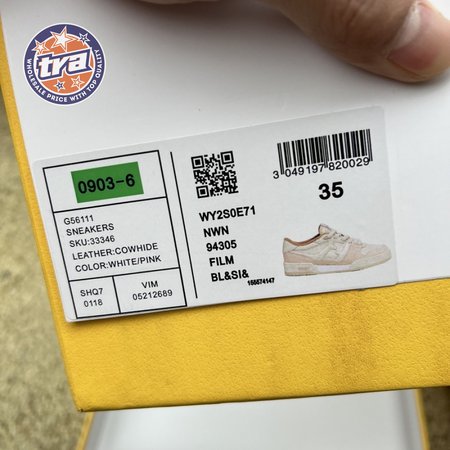 tra
WHOLESALE PRICE WITH TOP QUALITY
0903-6
G56111
SNEAKERS
SKU:33346
LEATHER:COWHIDE
COLOR:WHITE/PINK
SHQ7
0118
VIM
05212689
WY2S0E71
NWN
94305
FILM
BL&SI&
155574147
3 049197 820029
35